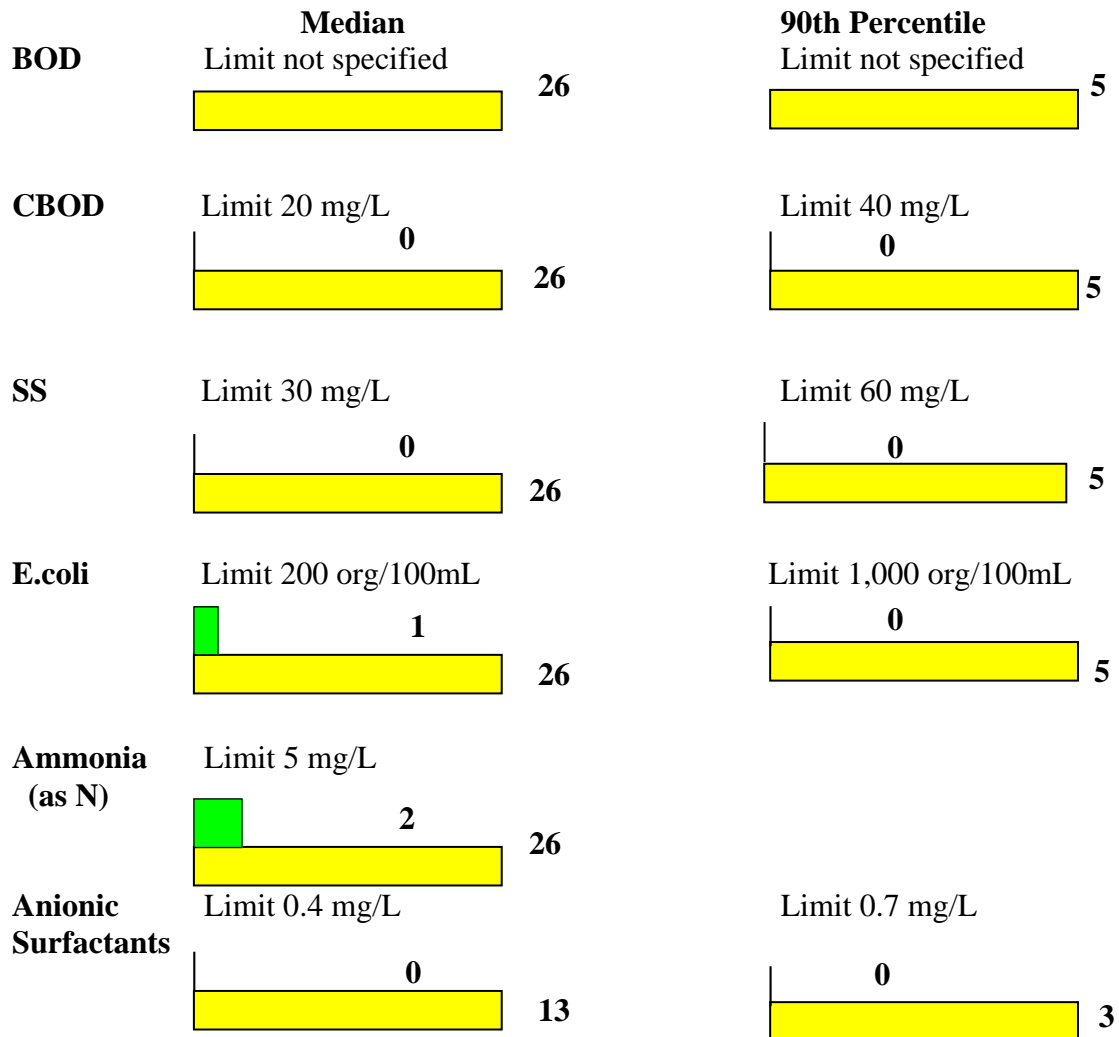 Median 90th Percentile
BOD Limit not specified Limit not specified
26 5
CBOD Limit 20 mg/L Limit 40 mg/L
0 0
26 5
SS Limit 30 mg/L Limit 60 mg/L
0 0
26 5
E.coli Limit 200 org/100mL Limit 1,000 org/100mL
1 0
26 5
Ammonia Limit 5 mg/L
(as N)
2
26
Anionic Limit 0.4 mg/L Limit 0.7 mg/L
Surfactants
0 0
13 3